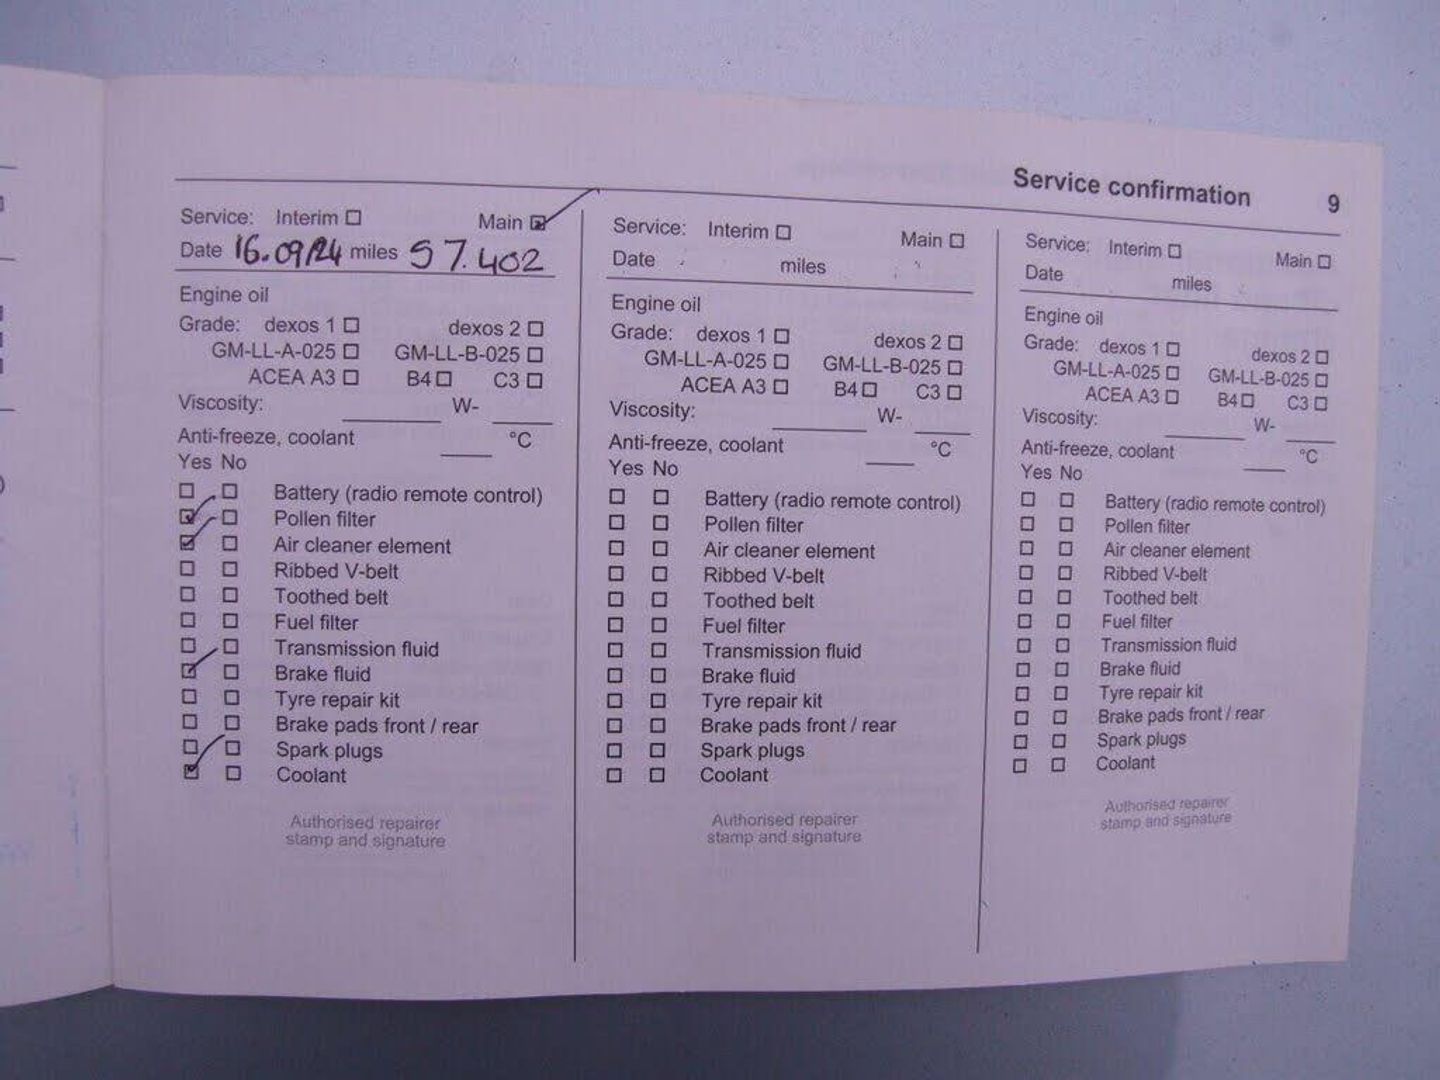 Service confirmation 9
Service: Interim ☐ Main ☑
Date 16.09/24 miles 57.402
Engine oil
Grade: dexos 1 ☐ dexos 2 ☐
GM-LL-A-025 ☐ GM-LL-B-025 ☐
ACEA A3 ☐ B4 ☐ C3 ☐
Viscosity: ____ W- ____
Anti-freeze, coolant ____ °C
Yes No
☐ ☐ Battery (radio remote control)
☑ ☐ Pollen filter
☑ ☐ Air cleaner element
☐ ☐ Ribbed V-belt
☐ ☐ Toothed belt
☐ ☐ Fuel filter
☐ ☐ Transmission fluid
☑ ☐ Brake fluid
☐ ☐ Tyre repair kit
☐ ☐ Brake pads front / rear
☐ ☐ Spark plugs
☑ ☐ Coolant
Authorised repairer
stamp and signature
Service: Interim ☐ Main ☐
Date miles
Engine oil
Grade: dexos 1 ☐ dexos 2 ☐
GM-LL-A-025 ☐ GM-LL-B-025 ☐
ACEA A3 ☐ B4 ☐ C3 ☐
Viscosity: ____ W- ____
Anti-freeze, coolant ____ °C
Yes No
☐ ☐ Battery (radio remote control)
☐ ☐ Pollen filter
☐ ☐ Air cleaner element
☐ ☐ Ribbed V-belt
☐ ☐ Toothed belt
☐ ☐ Fuel filter
☐ ☐ Transmission fluid
☐ ☐ Brake fluid
☐ ☐ Tyre repair kit
☐ ☐ Brake pads front / rear
☐ ☐ Spark plugs
☐ ☐ Coolant
Authorised repairer
stamp and signature
Service: Interim ☐ Main ☐
Date miles
Engine oil
Grade: dexos 1 ☐ dexos 2 ☐
GM-LL-A-025 ☐ GM-LL-B-025 ☐
ACEA A3 ☐ B4 ☐ C3 ☐
Viscosity: ____ W- ____
Anti-freeze, coolant ____ °C
Yes No
☐ ☐ Battery (radio remote control)
☐ ☐ Pollen filter
☐ ☐ Air cleaner element
☐ ☐ Ribbed V-belt
☐ ☐ Toothed belt
☐ ☐ Fuel filter
☐ ☐ Transmission fluid
☐ ☐ Brake fluid
☐ ☐ Tyre repair kit
☐ ☐ Brake pads front / rear
☐ ☐ Spark plugs
☐ ☐ Coolant
Authorised repairer
stamp and signature